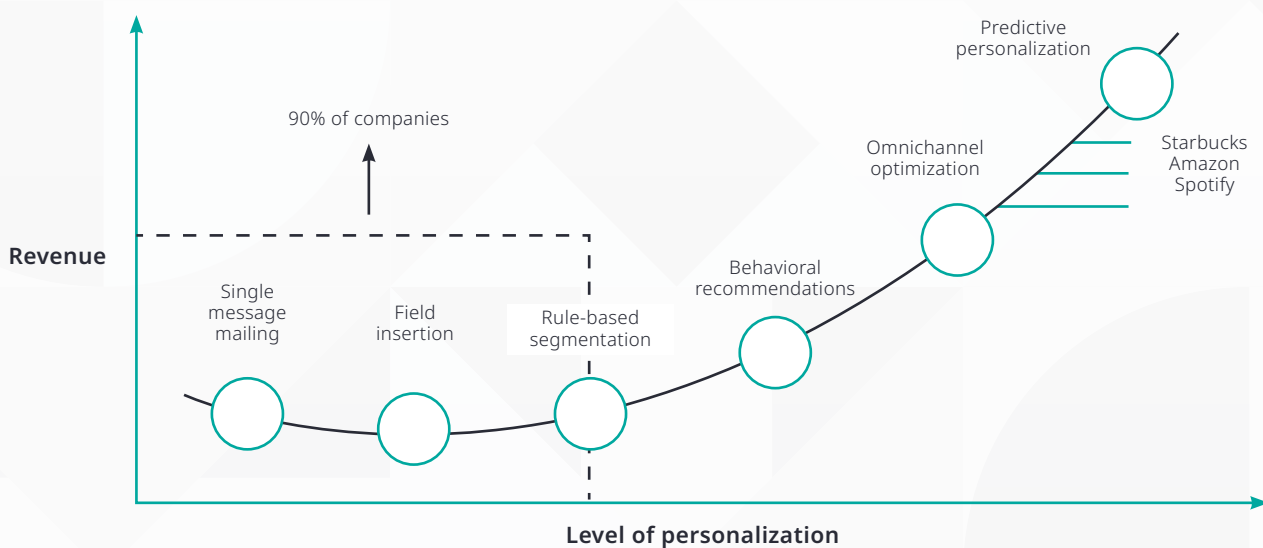 Predictive
personalization
90% of companies
Omnichannel
optimization
Starbucks
Amazon
Spotify
Revenue
Behavioral
recommendations
Single
message
mailing
Field
insertion
Rule-based
segmentation
Level of personalization